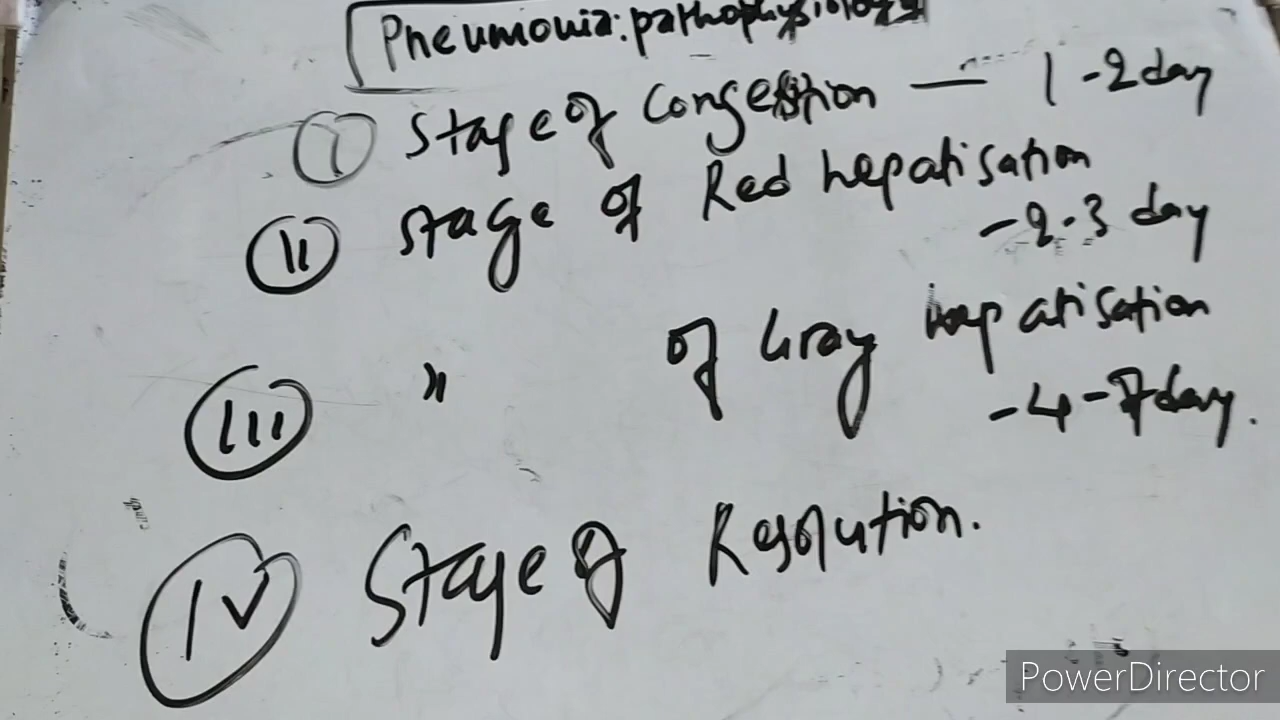 Pneumonia: pathophysiology
I Stage of Congestion — 1-2 day
II Stage of Red hepatisation
- 2-3 day
III " of Gray hepatisation
- 4-7 day.
IV Stage of Resolution.
PowerDirector